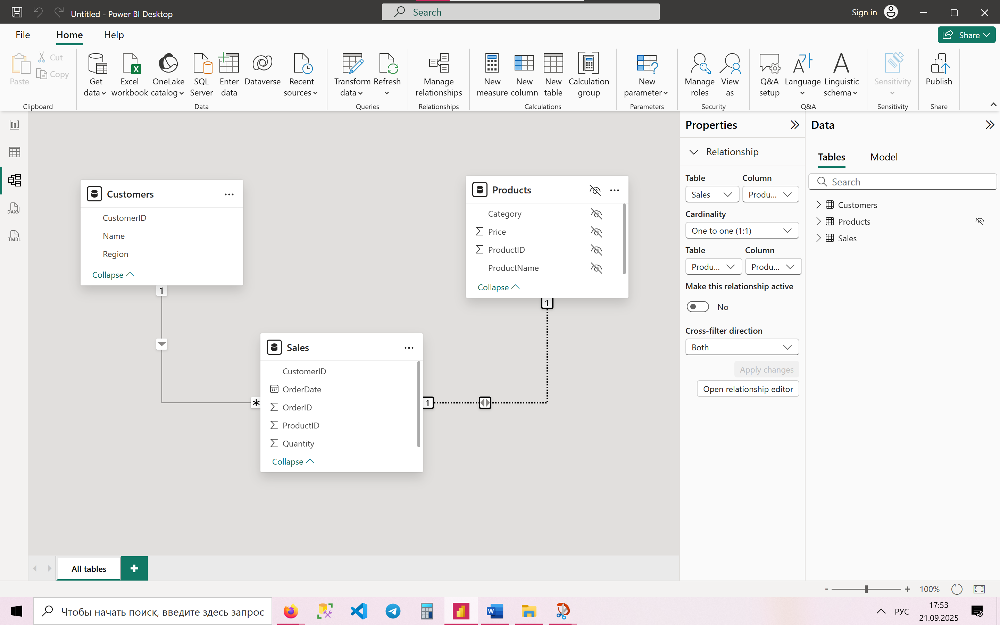 Untitled - Power BI Desktop
Search
Sign in
File
Home
Help
Share
Paste
Cut
Copy
Clipboard
Get data
Excel workbook
OneLake catalog
SQL Server
Enter data
Dataverse
Recent sources
Data
Transform data
Refresh
Queries
Manage relationships
Relationships
New measure
New column
New table
Calculation group
Calculations
New parameter
Parameters
Manage roles
View as
Security
Q&A setup
Language
Linguistic schema
Q&A
Sensitivity
Sensitivity
Publish
Share
DAX
TMDL
Customers
CustomerID
Name
Region
Collapse
1
*
Products
Category
Price
ProductID
ProductName
Collapse
1
Sales
CustomerID
OrderDate
OrderID
ProductID
Quantity
Collapse
1
Properties
Relationship
Table
Column
Sales
Produ...
Cardinality
One to one (1:1)
Table
Column
Produ...
Produ...
Make this relationship active
No
Cross-filter direction
Both
Apply changes
Open relationship editor
Data
Tables
Model
Search
Customers
Products
Sales
All tables
+
- + 100%
Чтобы начать поиск, введите здесь запрос
РУС
17:53
21.09.2025